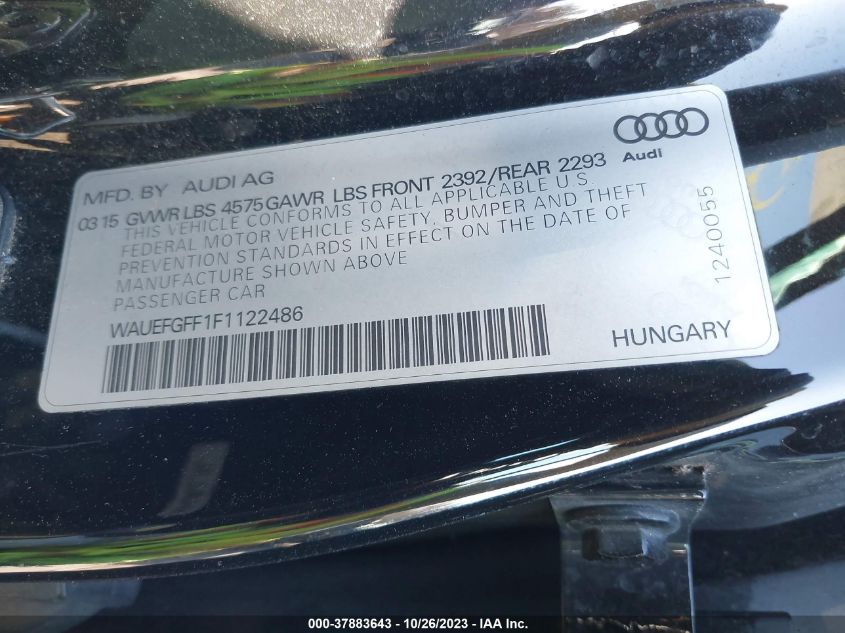 MFD. BY AUDI AG
Audi
03 15 GVWR LBS 4575 GAWR LBS FRONT 2392/REAR 2293
THIS VEHICLE CONFORMS TO ALL APPLICABLE U.S.
FEDERAL MOTOR VEHICLE SAFETY, BUMPER AND THEFT
PREVENTION STANDARDS IN EFFECT ON THE DATE OF
MANUFACTURE SHOWN ABOVE
PASSENGER CAR
1240055
WAUEFGFF1F1122486
HUNGARY
000-37883643 - 10/26/2023 - IAA Inc.